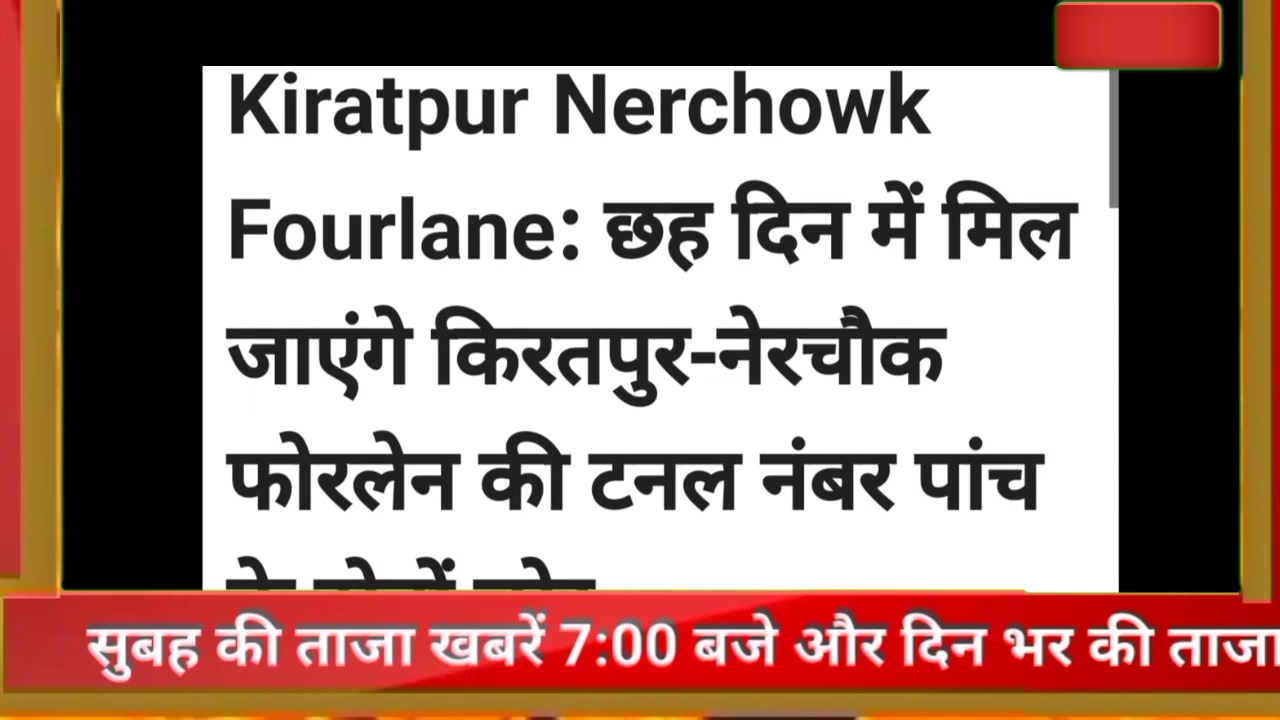 Kiratpur Nerchowk
Fourlane: छह दिन में मिल
जाएंगे किरतपुर-नेरचौक
फोरलेन की टनल नंबर पांच
सुबह की ताजा खबरें 7:00 बजे और दिन भर की ताजा